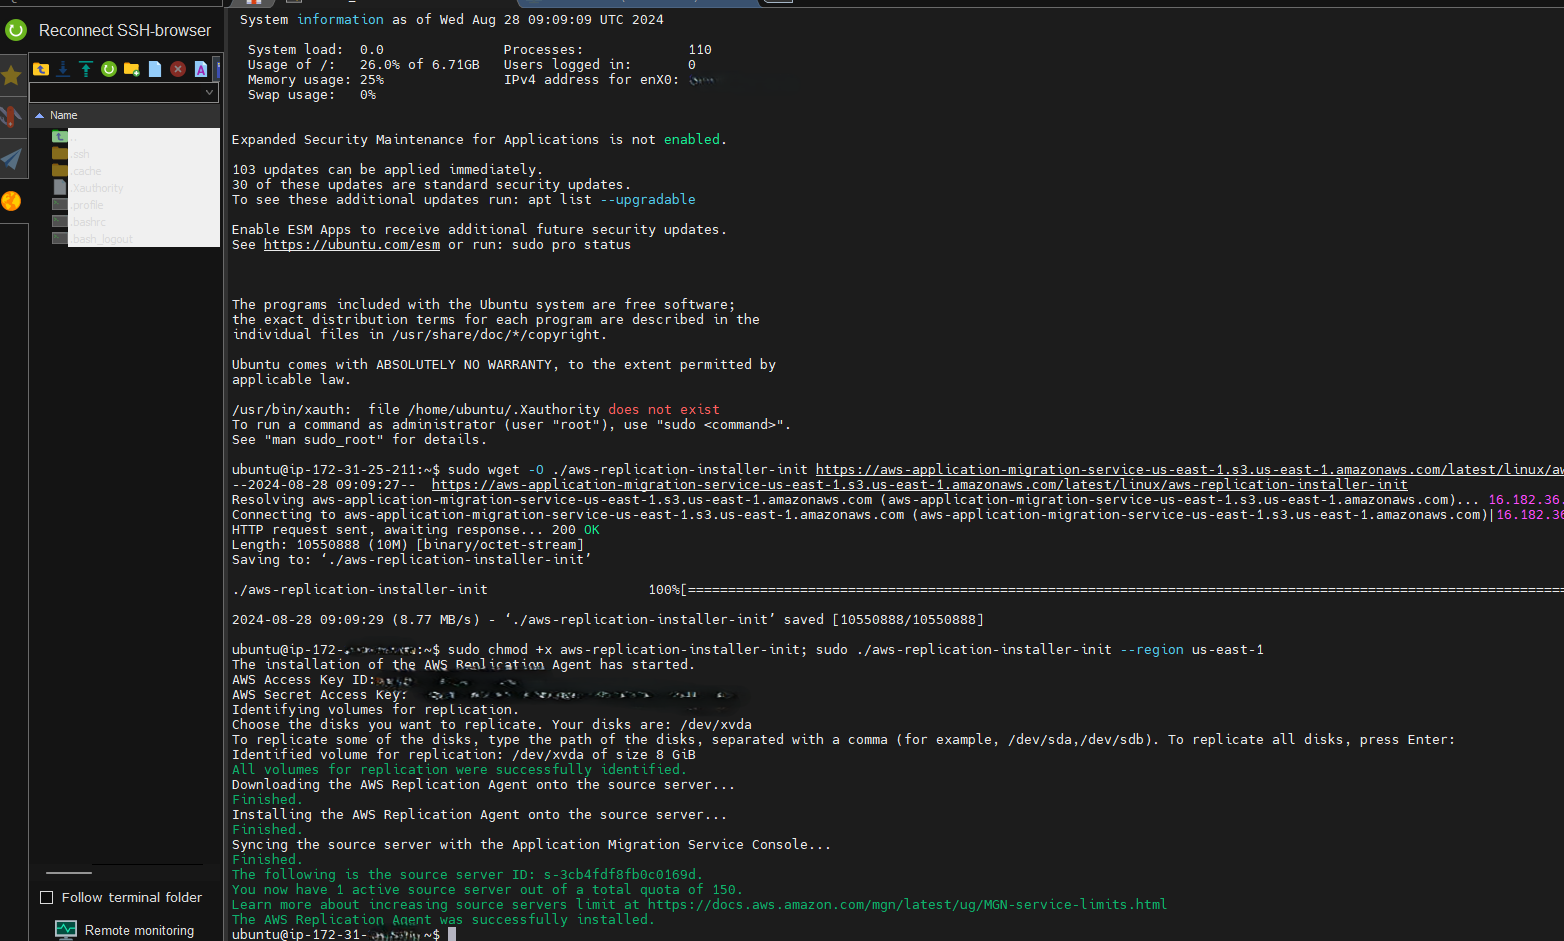 Reconnect SSH-browser
Name
..
.ssh
.cache
.Xauthority
.profile
.bashrc
.bash_logout
Follow terminal folder
Remote monitoring
System information as of Wed Aug 28 09:09:09 UTC 2024
System load: 0.0 Processes: 110
Usage of /: 26.0% of 6.71GB Users logged in: 0
Memory usage: 25% IPv4 address for enX0:
Swap usage: 0%
Expanded Security Maintenance for Applications is not enabled.
103 updates can be applied immediately.
30 of these updates are standard security updates.
To see these additional updates run: apt list --upgradable
Enable ESM Apps to receive additional future security updates.
See https://ubuntu.com/esm or run: sudo pro status
The programs included with the Ubuntu system are free software;
the exact distribution terms for each program are described in the
individual files in /usr/share/doc/*/copyright.
Ubuntu comes with ABSOLUTELY NO WARRANTY, to the extent permitted by
applicable law.
/usr/bin/xauth: file /home/ubuntu/.Xauthority does not exist
To run a command as administrator (user "root"), use "sudo <command>".
See "man sudo_root" for details.
ubuntu@ip-172-31-25-211:~$ sudo wget -O ./aws-replication-installer-init https://aws-application-migration-service-us-east-1.s3.us-east-1.amazonaws.com/latest/linux/aw
--2024-08-28 09:09:27-- https://aws-application-migration-service-us-east-1.s3.us-east-1.amazonaws.com/latest/linux/aws-replication-installer-init
Resolving aws-application-migration-service-us-east-1.s3.us-east-1.amazonaws.com (aws-application-migration-service-us-east-1.s3.us-east-1.amazonaws.com)... 16.182.36.
Connecting to aws-application-migration-service-us-east-1.s3.us-east-1.amazonaws.com (aws-application-migration-service-us-east-1.s3.us-east-1.amazonaws.com)|16.182.36
HTTP request sent, awaiting response... 200 OK
Length: 10550888 (10M) [binary/octet-stream]
Saving to: ‘./aws-replication-installer-init’
./aws-replication-installer-init 100%[==============================================================================================================
2024-08-28 09:09:29 (8.77 MB/s) - ‘./aws-replication-installer-init’ saved [10550888/10550888]
ubuntu@ip-172- :~$ sudo chmod +x aws-replication-installer-init; sudo ./aws-replication-installer-init --region us-east-1
The installation of the AWS Replication Agent has started.
AWS Access Key ID:
AWS Secret Access Key:
Identifying volumes for replication.
Choose the disks you want to replicate. Your disks are: /dev/xvda
To replicate some of the disks, type the path of the disks, separated with a comma (for example, /dev/sda,/dev/sdb). To replicate all disks, press Enter:
Identified volume for replication: /dev/xvda of size 8 GiB
All volumes for replication were successfully identified.
Downloading the AWS Replication Agent onto the source server...
Finished.
Installing the AWS Replication Agent onto the source server...
Finished.
Syncing the source server with the Application Migration Service Console...
Finished.
The following is the source server ID: s-3cb4fdf8fb0c0169d.
You now have 1 active source server out of a total quota of 150.
Learn more about increasing source servers limit at https://docs.aws.amazon.com/mgn/latest/ug/MGN-service-limits.html
The AWS Replication Agent was successfully installed.
ubuntu@ip-172-31- ~$